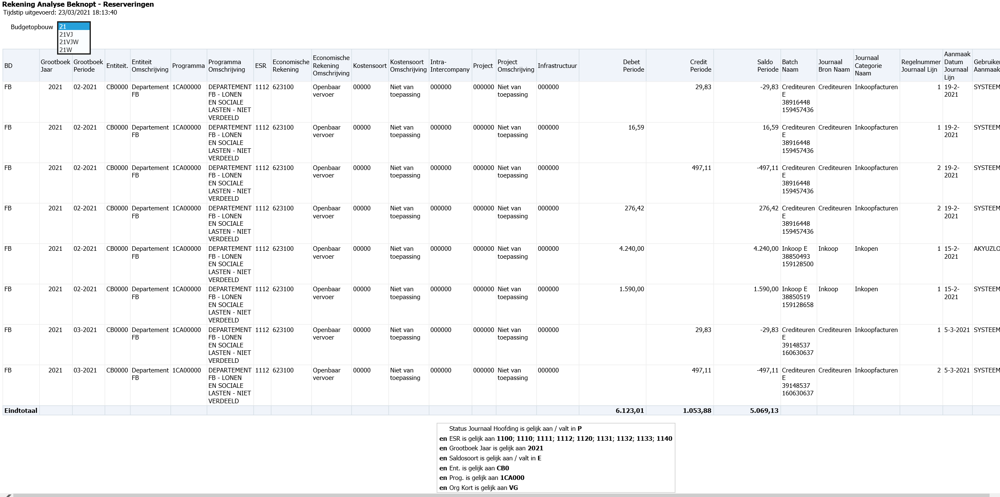 Rekening Analyse Beknopt - Reserveringen
Tijdstip uitgevoerd: 23/03/2021 18:13:40
Budgetopbouw
21
21VJ
21VJW
21W
BD Grootboek Jaar Grootboek Periode Entiteit. Entiteit Omschrijving Programma Programma Omschrijving ESR Economische Rekening Economische Rekening Omschrijving Kostensoort Kostensoort Omschrijving Intra-Intercompany Project Project Omschrijving Infrastructuur Debet Periode Credit Periode Saldo Periode Batch Naam Journaal Bron Naam Journaal Categorie Naam Regelnummer Journaal Lijn Aanmaak Datum Journaal Lijn Gebruiker Aanmaak
FB 2021 02-2021 CB0000 Departement FB 1CA00000 DEPARTEMENT FB - LONEN EN SOCIALE LASTEN - NIET VERDEELD 1112 623100 Openbaar vervoer 00000 Niet van toepassing 000000 000000 Niet van toepassing 000000 29,83 -29,83 Crediteuren E 38916448 159457436 Crediteuren Inkoopfacturen 1 19-2-2021 SYSTEEM
FB 2021 02-2021 CB0000 Departement FB 1CA00000 DEPARTEMENT FB - LONEN EN SOCIALE LASTEN - NIET VERDEELD 1112 623100 Openbaar vervoer 00000 Niet van toepassing 000000 000000 Niet van toepassing 000000 16,59 16,59 Crediteuren E 38916448 159457436 Crediteuren Inkoopfacturen 1 19-2-2021 SYSTEEM
FB 2021 02-2021 CB0000 Departement FB 1CA00000 DEPARTEMENT FB - LONEN EN SOCIALE LASTEN - NIET VERDEELD 1112 623100 Openbaar vervoer 00000 Niet van toepassing 000000 000000 Niet van toepassing 000000 497,11 -497,11 Crediteuren E 38916448 159457436 Crediteuren Inkoopfacturen 2 19-2-2021 SYSTEEM
FB 2021 02-2021 CB0000 Departement FB 1CA00000 DEPARTEMENT FB - LONEN EN SOCIALE LASTEN - NIET VERDEELD 1112 623100 Openbaar vervoer 00000 Niet van toepassing 000000 000000 Niet van toepassing 000000 276,42 276,42 Crediteuren E 38916448 159457436 Crediteuren Inkoopfacturen 2 19-2-2021 SYSTEEM
FB 2021 02-2021 CB0000 Departement FB 1CA00000 DEPARTEMENT FB - LONEN EN SOCIALE LASTEN - NIET VERDEELD 1112 623100 Openbaar vervoer 00000 Niet van toepassing 000000 000000 Niet van toepassing 000000 4.240,00 4.240,00 Inkoop E 38850493 159128500 Inkoop Inkopen 1 15-2-2021 AKYUZLO
FB 2021 02-2021 CB0000 Departement FB 1CA00000 DEPARTEMENT FB - LONEN EN SOCIALE LASTEN - NIET VERDEELD 1112 623100 Openbaar vervoer 00000 Niet van toepassing 000000 000000 Niet van toepassing 000000 1.590,00 1.590,00 Inkoop E 38850519 159128658 Inkoop Inkopen 1 15-2-2021 SYSTEEM
FB 2021 03-2021 CB0000 Departement FB 1CA00000 DEPARTEMENT FB - LONEN EN SOCIALE LASTEN - NIET VERDEELD 1112 623100 Openbaar vervoer 00000 Niet van toepassing 000000 000000 Niet van toepassing 000000 29,83 -29,83 Crediteuren E 39148537 160630637 Crediteuren Inkoopfacturen 1 5-3-2021 SYSTEEM
FB 2021 03-2021 CB0000 Departement FB 1CA00000 DEPARTEMENT FB - LONEN EN SOCIALE LASTEN - NIET VERDEELD 1112 623100 Openbaar vervoer 00000 Niet van toepassing 000000 000000 Niet van toepassing 000000 497,11 -497,11 Crediteuren E 39148537 160630637 Crediteuren Inkoopfacturen 2 5-3-2021 SYSTEEM
Eindtotaal 6.123,01 1.053,88 5.069,13
Status Journaal Hoofding is gelijk aan / valt in P
en ESR is gelijk aan 1100; 1110; 1111; 1112; 1120; 1131; 1132; 1133; 1140
en Grootboek Jaar is gelijk aan 2021
en Saldosoort is gelijk aan / valt in E
en Ent. is gelijk aan CB0
en Prog. is gelijk aan 1CA000
en Org Kort is gelijk aan VG